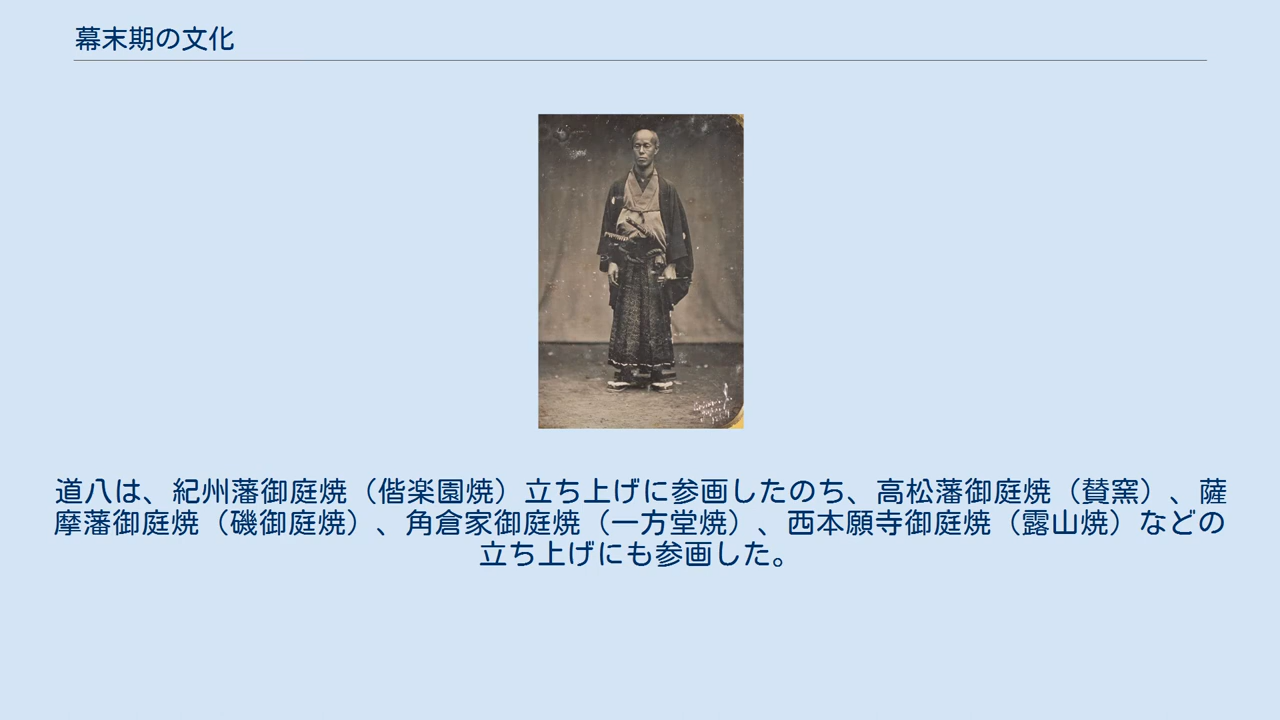 幕末期の文化
道八は、紀州藩御庭焼（偕楽園焼）立ち上げに参画したのち、高松藩御庭焼（賛窯）、薩
摩藩御庭焼（磯御庭焼）、角倉家御庭焼（一方堂焼）、西本願寺御庭焼（露山焼）などの
立ち上げにも参画した。